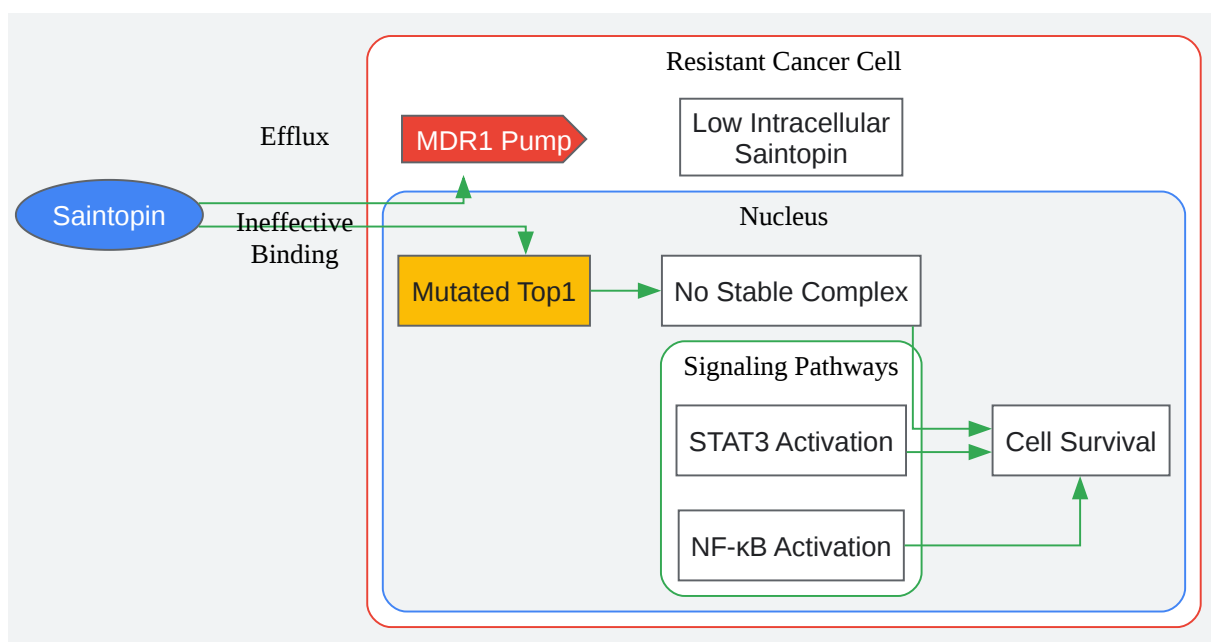 Resistant Cancer Cell
Efflux
MDR1 Pump
Low Intracellular
Saintopin
Saintopin
Ineffective
Binding
Nucleus
Mutated Top1
No Stable Complex
Signaling Pathways
STAT3 Activation
Cell Survival
NF-κB Activation